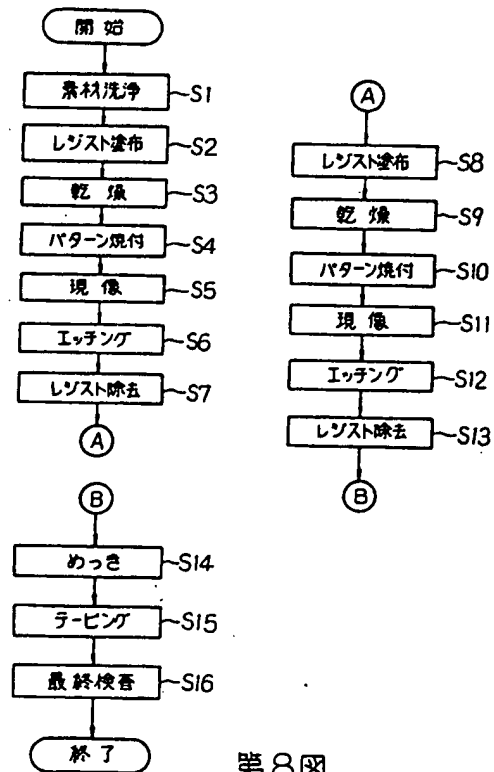 開始
素材洗浄 S1
レジスト塗布 S2
乾燥 S3
パターン焼付 S4
現像 S5
エッチング S6
レジスト除去 S7
A
A
レジスト塗布 S8
乾燥 S9
パターン焼付 S10
現像 S11
エッチング S12
レジスト除去 S13
B
B
めっき S14
テーピング S15
最終検査 S16
終了
第8図